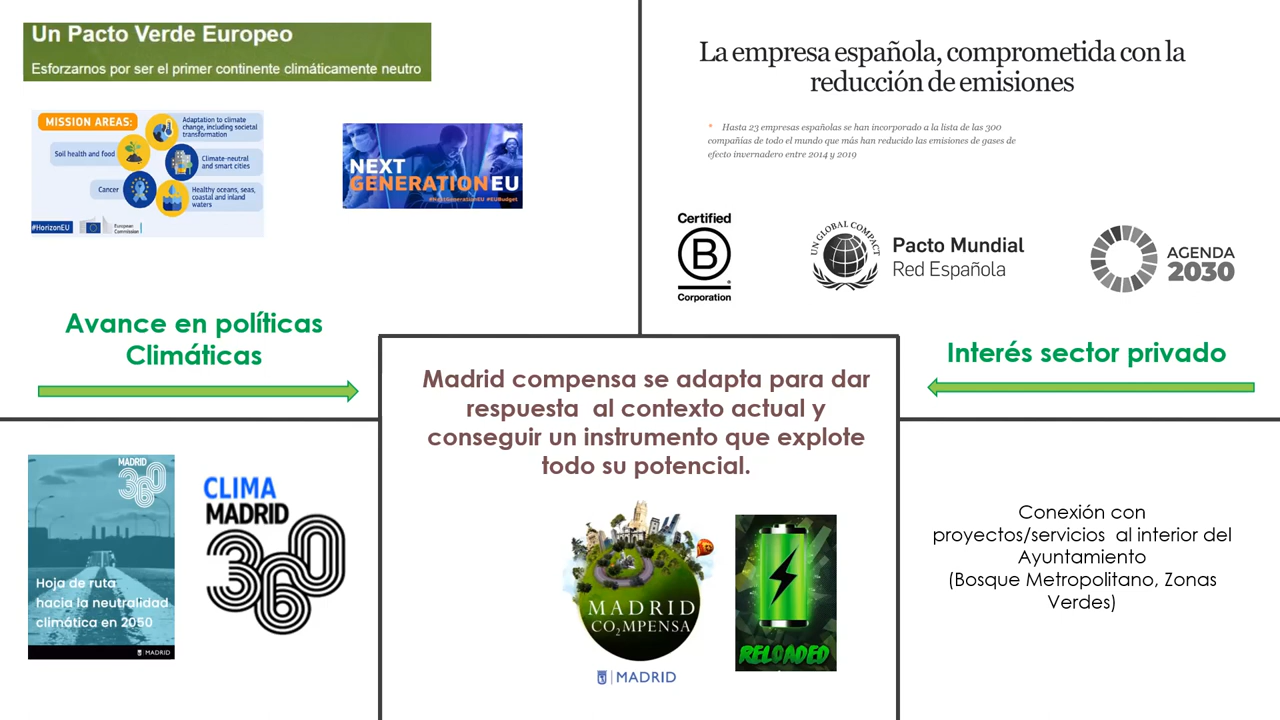 Un Pacto Verde Europeo
Esforzarnos por ser el primer continente climáticamente neutro
MISSION AREAS:
Adaptation to climate
change, including societal
transformation
Soil health and food
Climate-neutral
and smart cities
Cancer
Healthy oceans, seas,
coastal and inland
waters
#HorizonEU
European
Commission
NEXT
GENERATIONEU
#NextGenerationEU #EUBudget
La empresa española, comprometida con la
reducción de emisiones
* Hasta 23 empresas españolas se han incorporado a la lista de las 300
compañías de todo el mundo que más han reducido las emisiones de gases de
efecto invernadero entre 2014 y 2019
Certified
B
®
Corporation
UN GLOBAL COMPACT
Pacto Mundial
Red Española
AGENDA
2030
Avance en políticas
Climáticas
Interés sector privado
Madrid compensa se adapta para dar
respuesta al contexto actual y
conseguir un instrumento que explote
todo su potencial.
MADRID
CO₂MPENSA
MADRID
RELOADED
MADRID
360
Hoja de ruta
hacia la neutralidad
climática en 2050
MADRID
CLIMA
MADRID
360
Conexión con
proyectos/servicios al interior del
Ayuntamiento
(Bosque Metropolitano, Zonas
Verdes)